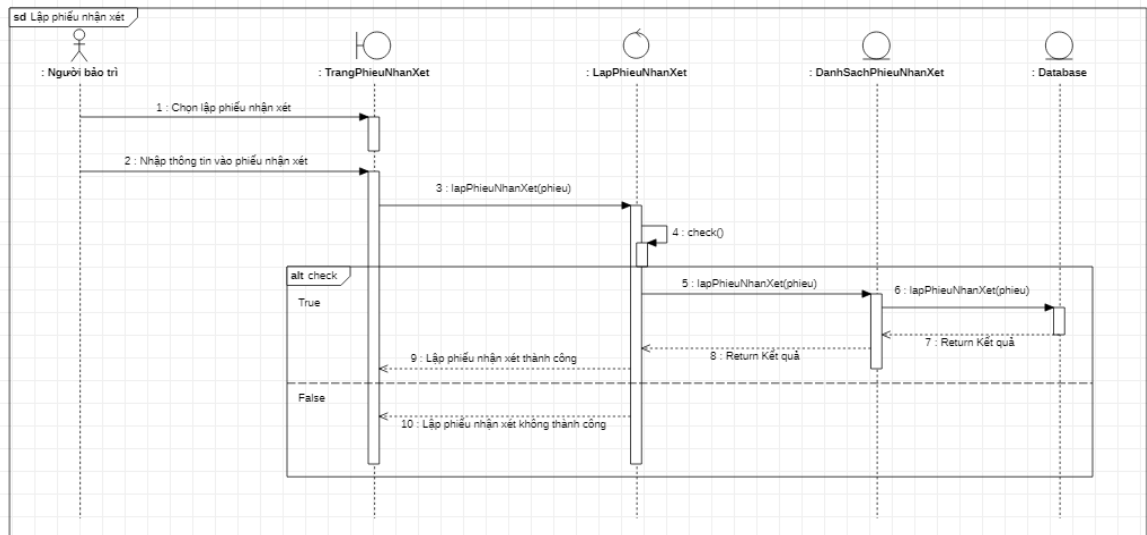 sd Lập phiếu nhận xét
: Người bảo trì
: TrangPhieuNhanXet
: LapPhieuNhanXet
: DanhSachPhieuNhanXet
: Database
1 : Chọn lập phiếu nhận xét
2 : Nhập thông tin vào phiếu nhận xét
3 : lapPhieuNhanXet(phieu)
4 : check()
alt check
True
5 : lapPhieuNhanXet(phieu)
6 : lapPhieuNhanXet(phieu)
7 : Return Kết quả
8 : Return Kết quả
9 : Lập phiếu nhận xét thành công
False
10 : Lập phiếu nhận xét không thành công